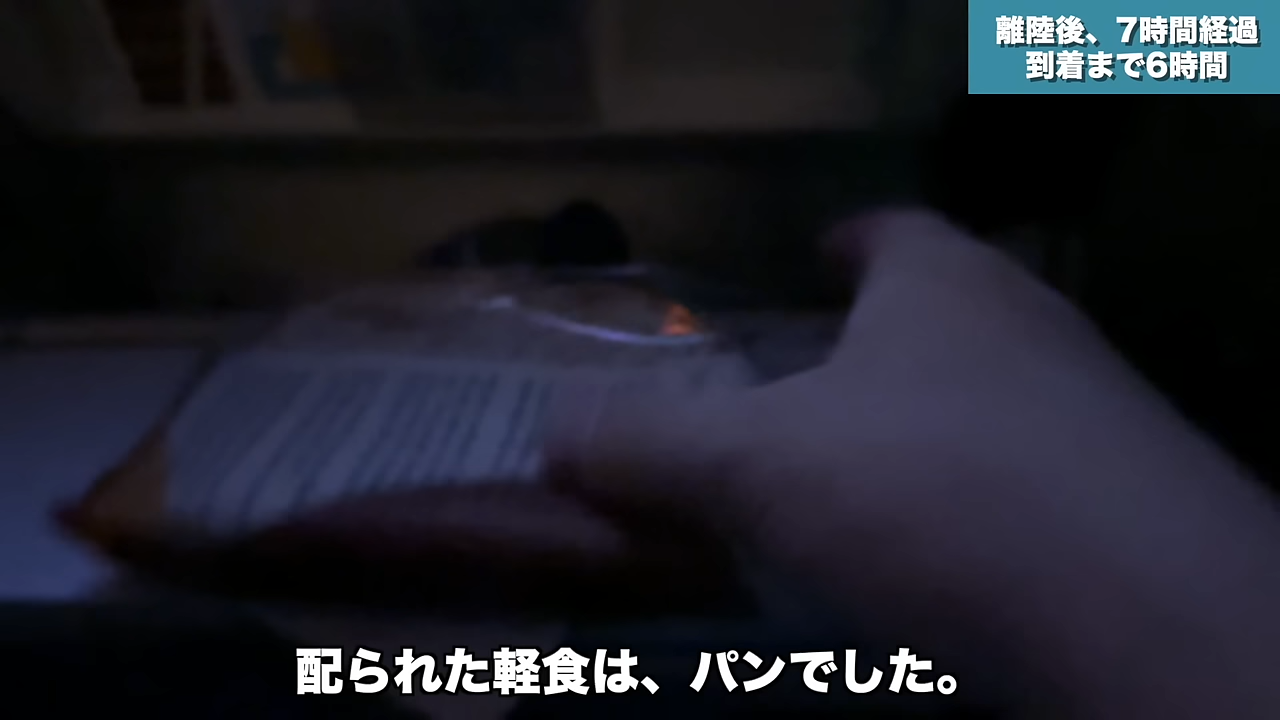 離陸後、7時間経過
到着まで6時間
配られた軽食は、パンでした。